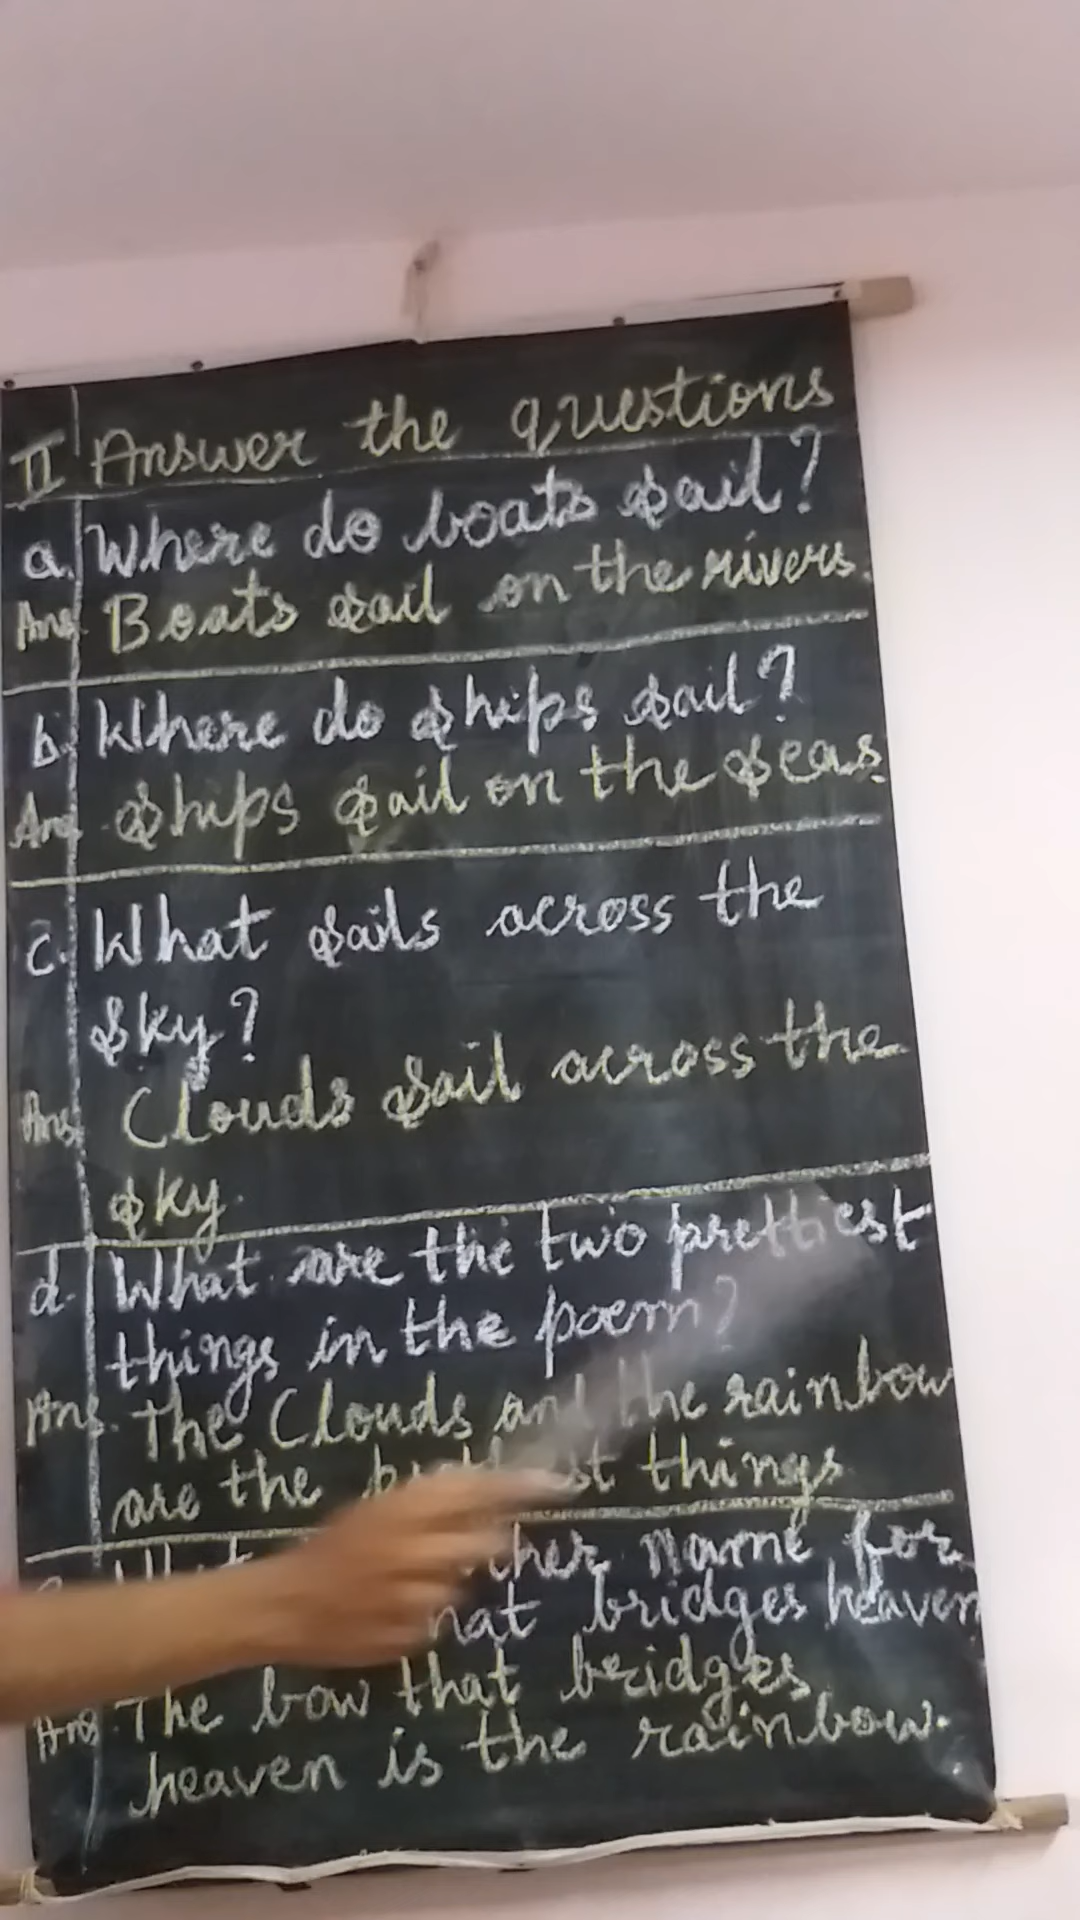 II Answer the questions
a. Where do boats sail?
Ans. Boats sail on the rivers.
b. Where do ships sail?
Ans. Ships sail on the seas.
c. What sails across the
sky?
Ans. Clouds sail across the
sky.
d. What are the two prettiest
things in the poem?
Ans. The Clouds and the rainbow
are the things
name for
bridges heaven
Ans. The bow that bridges
heaven is the rainbow.